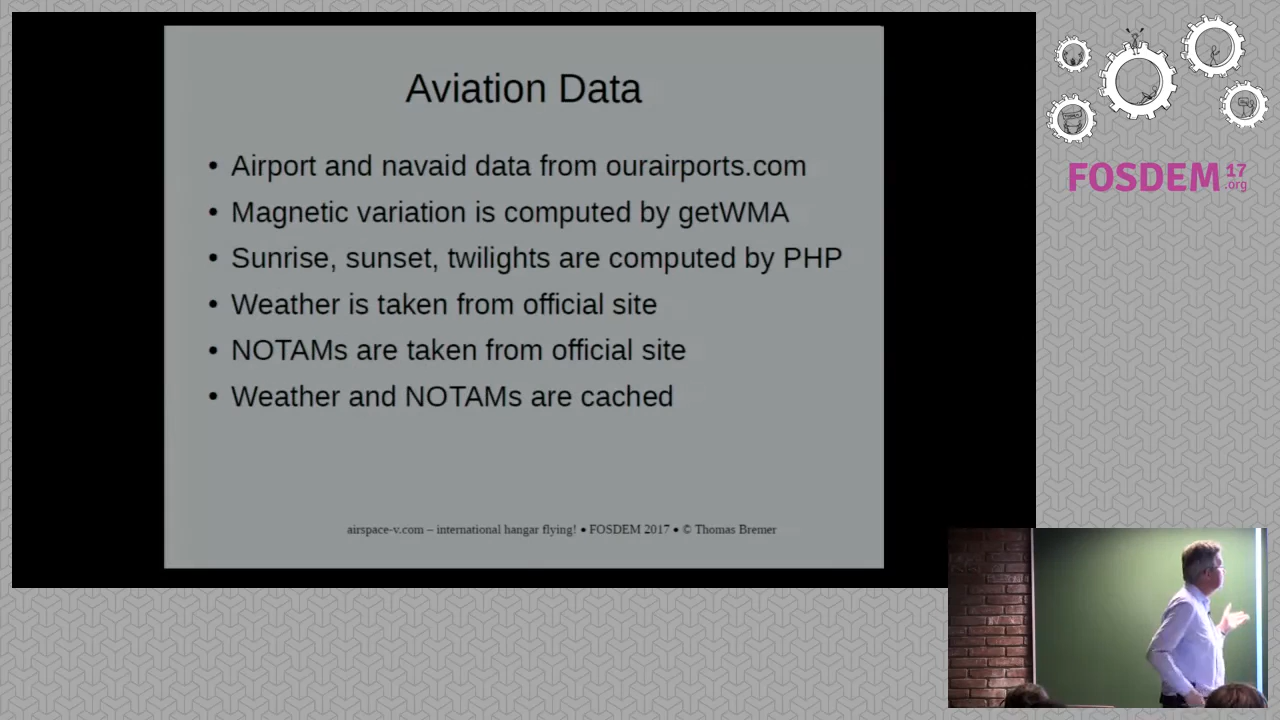 Aviation Data
• Airport and navaid data from ourairports.com
• Magnetic variation is computed by getWMA
• Sunrise, sunset, twilights are computed by PHP
• Weather is taken from official site
• NOTAMs are taken from official site
• Weather and NOTAMs are cached
airspace-v.com – international hangar flying! • FOSDEM 2017 • © Thomas Bremer
FOSDEM 17
.org